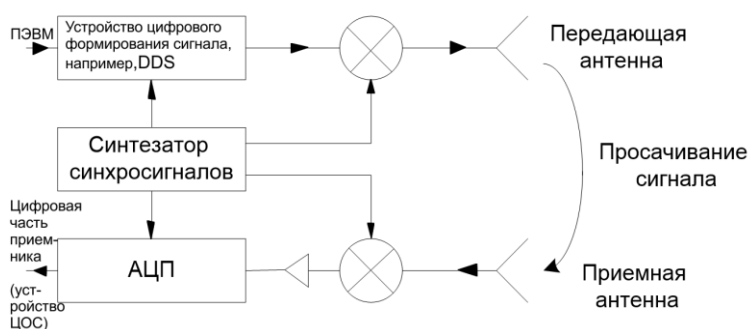 ПЭВМ
Устройство цифрового
формирования сигнала,
например,DDS
Передающая
антенна
Синтезатор
синхросигналов
Просачивание
сигнала
Цифровая
часть
прием-
ника
(уст-
ройство
ЦОС)
АЦП
Приемная
антенна